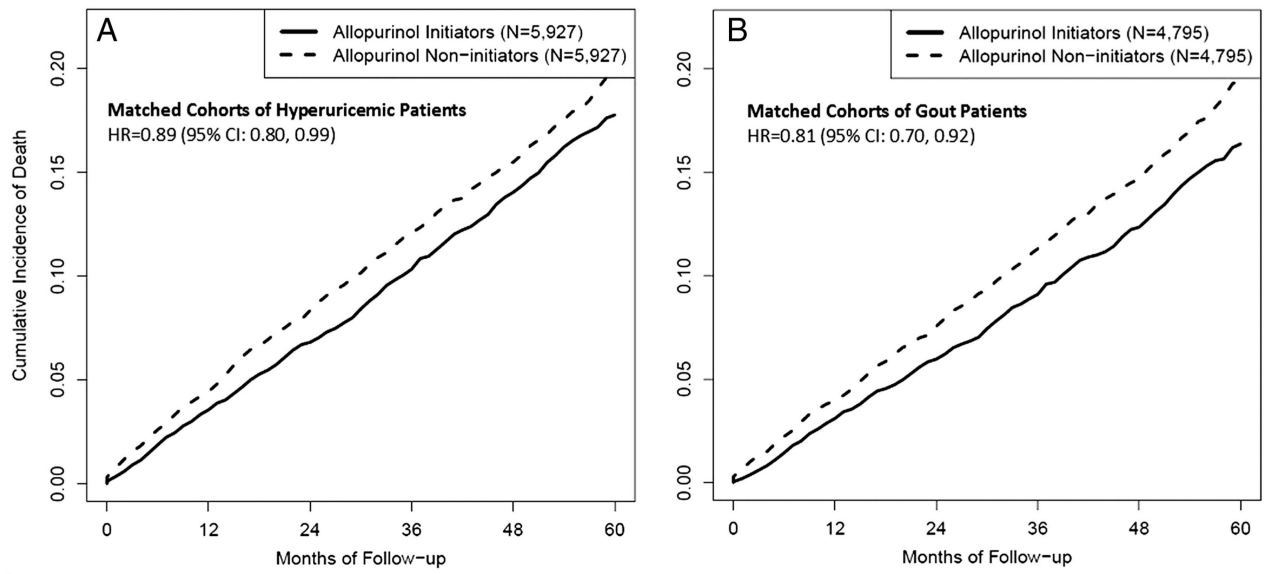 A
Allopurinol Initiators (N=5,927)
Allopurinol Non−initiators (N=5,927)
Matched Cohorts of Hyperuricemic Patients
HR=0.89 (95% CI: 0.80, 0.99)
Cumulative Incidence of Death
0.20
0.15
0.10
0.05
0.00
0 12 24 36 48 60
Months of Follow−up
B
Allopurinol Initiators (N=4,795)
Allopurinol Non−initiators (N=4,795)
Matched Cohorts of Gout Patients
HR=0.81 (95% CI: 0.70, 0.92)
0.20
0.15
0.10
0.05
0.00
0 12 24 36 48 60
Months of Follow−up